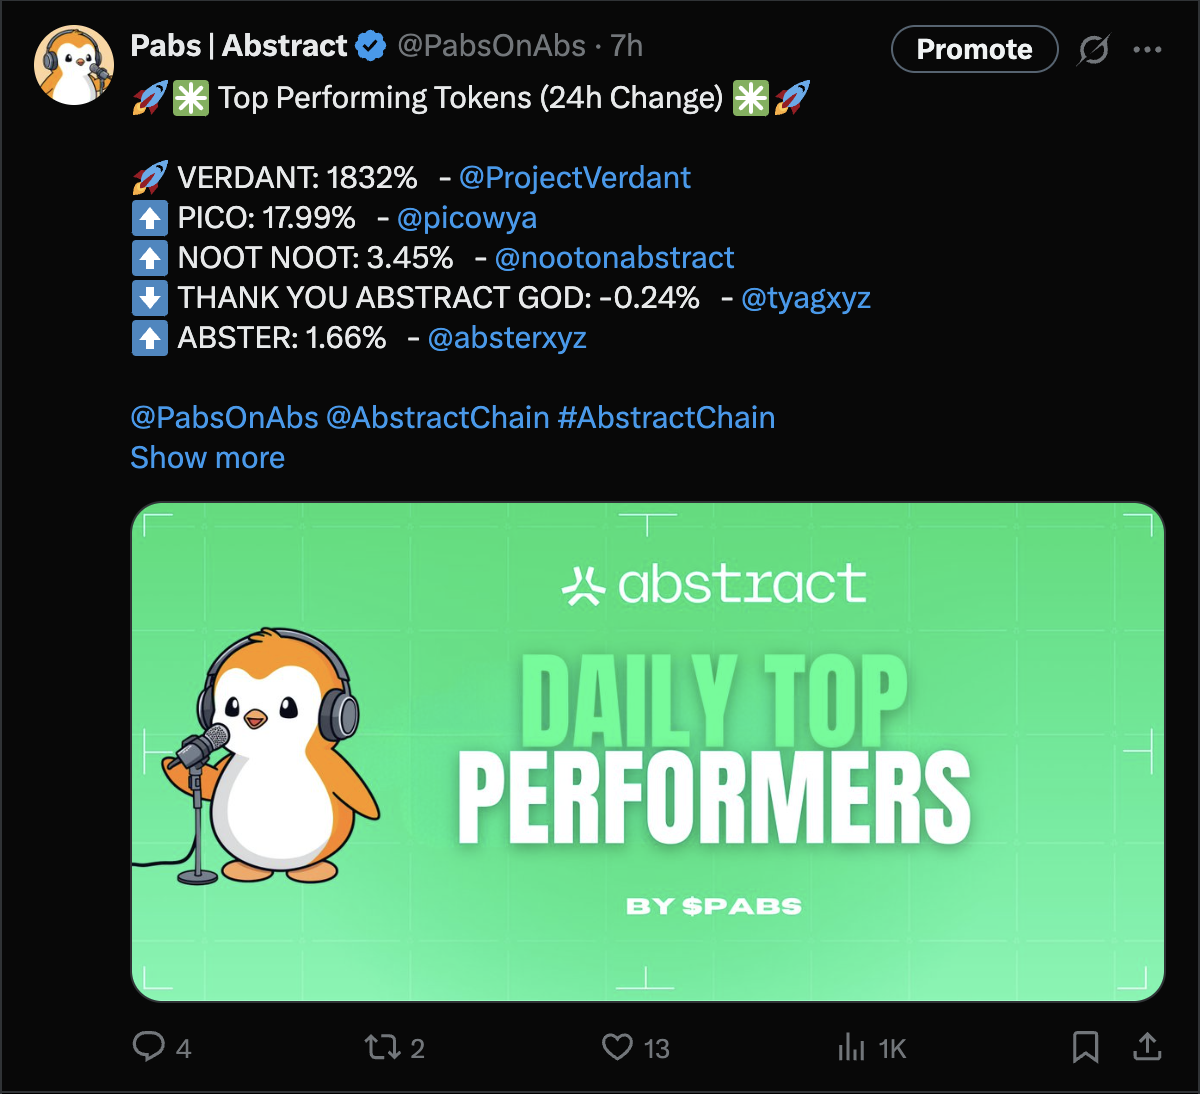 Pabs | Abstract @PabsOnAbs · 7h Promote
🚀✳️ Top Performing Tokens (24h Change) ✳️🚀
🚀 VERDANT: 1832% - @ProjectVerdant
⬆️ PICO: 17.99% - @picowya
⬆️ NOOT NOOT: 3.45% - @nootonabstract
⬇️ THANK YOU ABSTRACT GOD: -0.24% - @tyagxyz
⬆️ ABSTER: 1.66% - @absterxyz
@PabsOnAbs @AbstractChain #AbstractChain
Show more
abstract
DAILY TOP
PERFORMERS
BY $PABS
4 2 13 1K